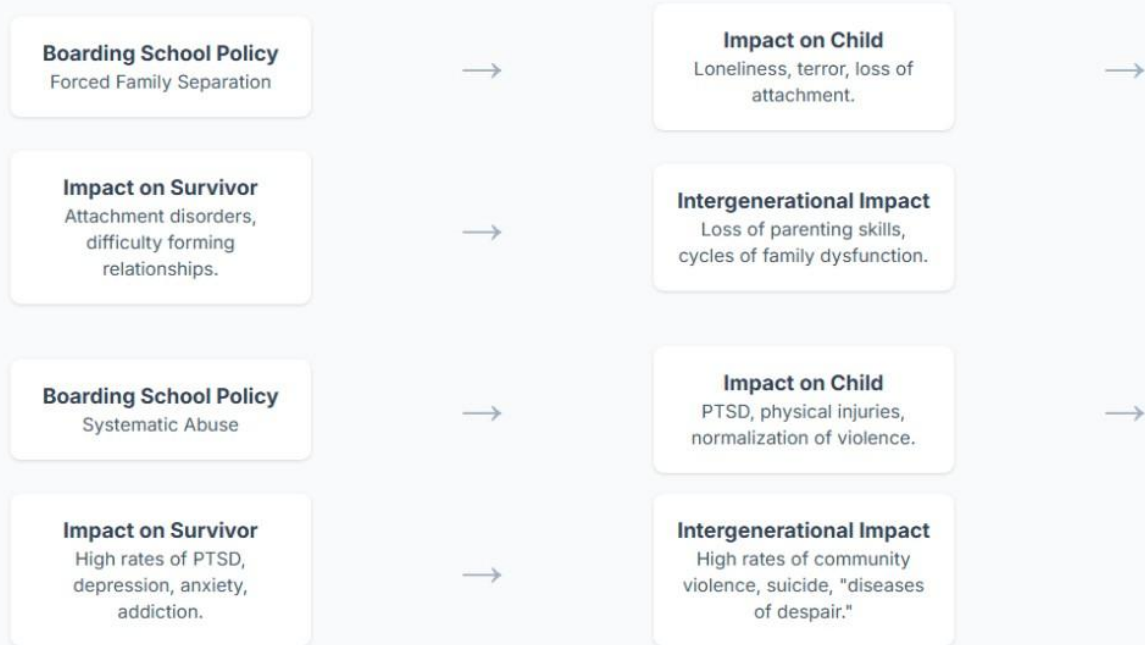 Boarding School Policy
Forced Family Separation
→
Impact on Child
Loneliness, terror, loss of
attachment.
→
Impact on Survivor
Attachment disorders,
difficulty forming
relationships.
→
Intergenerational Impact
Loss of parenting skills,
cycles of family dysfunction.
Boarding School Policy
Systematic Abuse
→
Impact on Child
PTSD, physical injuries,
normalization of violence.
→
Impact on Survivor
High rates of PTSD,
depression, anxiety,
addiction.
→
Intergenerational Impact
High rates of community
violence, suicide, "diseases
of despair."